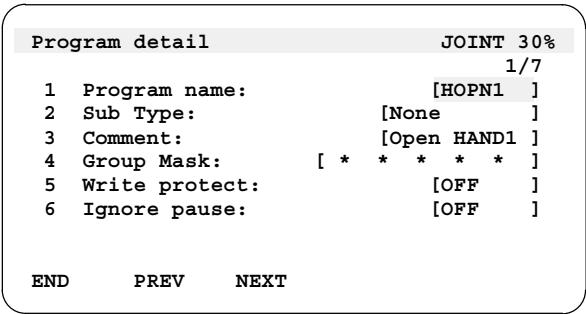 Program detail JOINT 30%
1/7
1 Program name: [HOPN1 ]
2 Sub Type: [None ]
3 Comment: [Open HAND1 ]
4 Group Mask: [ * * * * * ]
5 Write protect: [OFF ]
6 Ignore pause: [OFF ]
END PREV NEXT